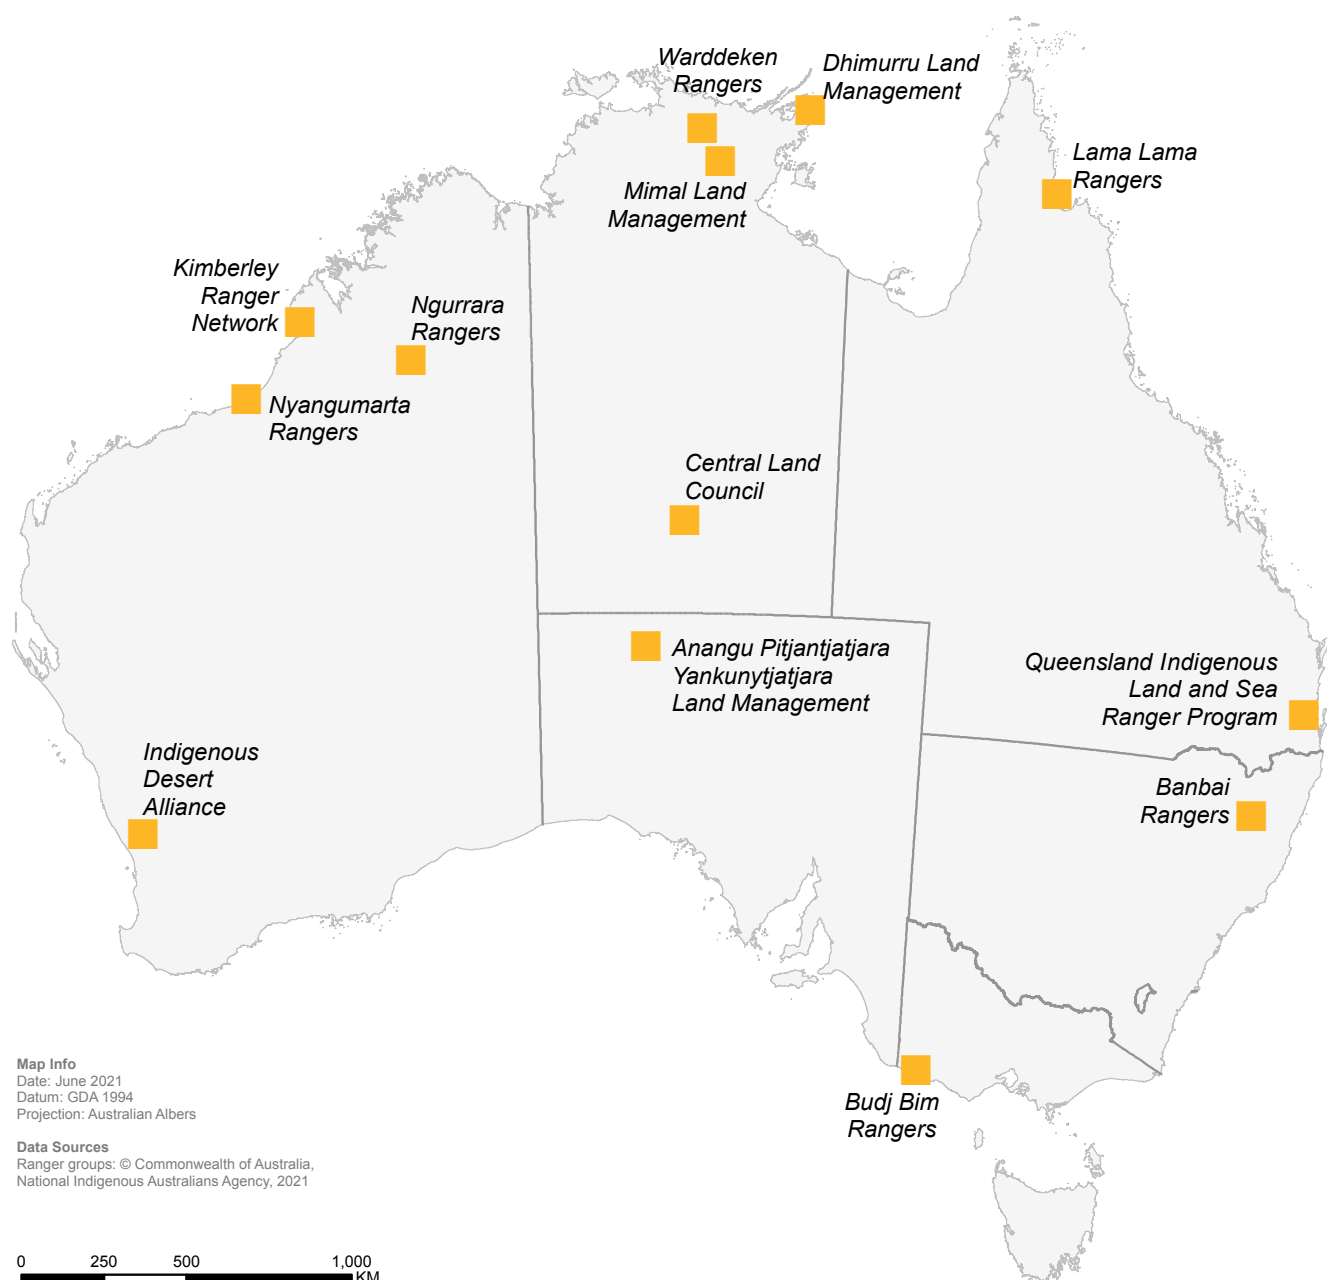 Warddeken
Rangers
Dhimurru Land
Management
Lama Lama
Rangers
Mimal Land
Management
Kimberley
Ranger
Network
Ngurrara
Rangers
Nyangumarta
Rangers
Central Land
Council
Anangu Pitjantjatjara
Yankunytjatjara
Land Management
Queensland Indigenous
Land and Sea
Ranger Program
Indigenous
Desert
Alliance
Banbai
Rangers
Budj Bim
Rangers
Map Info
Date: June 2021
Datum: GDA 1994
Projection: Australian Albers
Data Sources
Ranger groups: © Commonwealth of Australia,
National Indigenous Australians Agency, 2021
0 250 500 1,000
KM